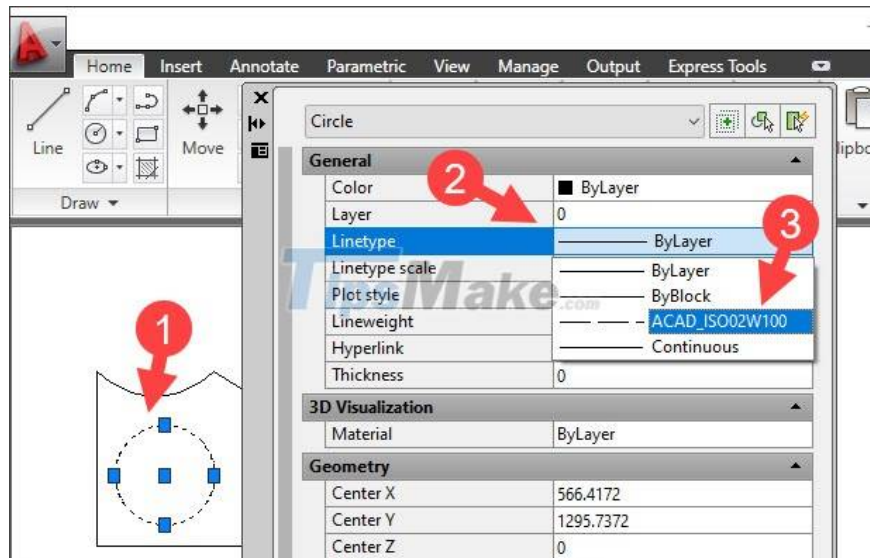 Home Insert Annotate Parametric View Manage Output Express Tools
Line
Move
Draw
Circle
General
Color ByLayer
Layer 0
Linetype ByLayer
Linetype scale ByLayer
Plot style ByBlock
Lineweight ACAD_ISO02W100
Hyperlink Continuous
Thickness 0
3D Visualization
Material ByLayer
Geometry
Center X 566.4172
Center Y 1295.7372
Center Z 0
1
2
3
TipsMake.com